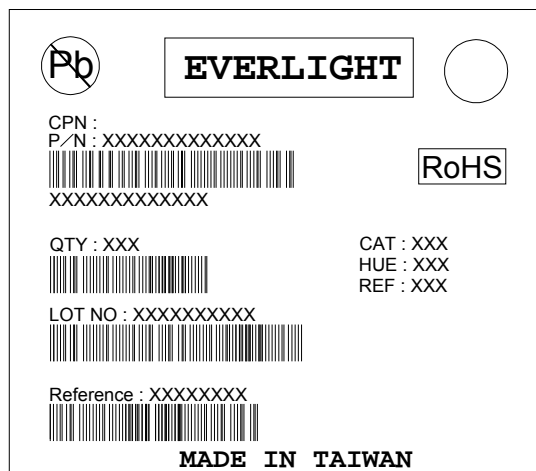 Pb
EVERLIGHT
CPN :
P/N : XXXXXXXXXXXXX
RoHS
XXXXXXXXXXXXX
QTY : XXX
CAT : XXX
HUE : XXX
REF : XXX
LOT NO : XXXXXXXXXX
Reference : XXXXXXXX
MADE IN TAIWAN